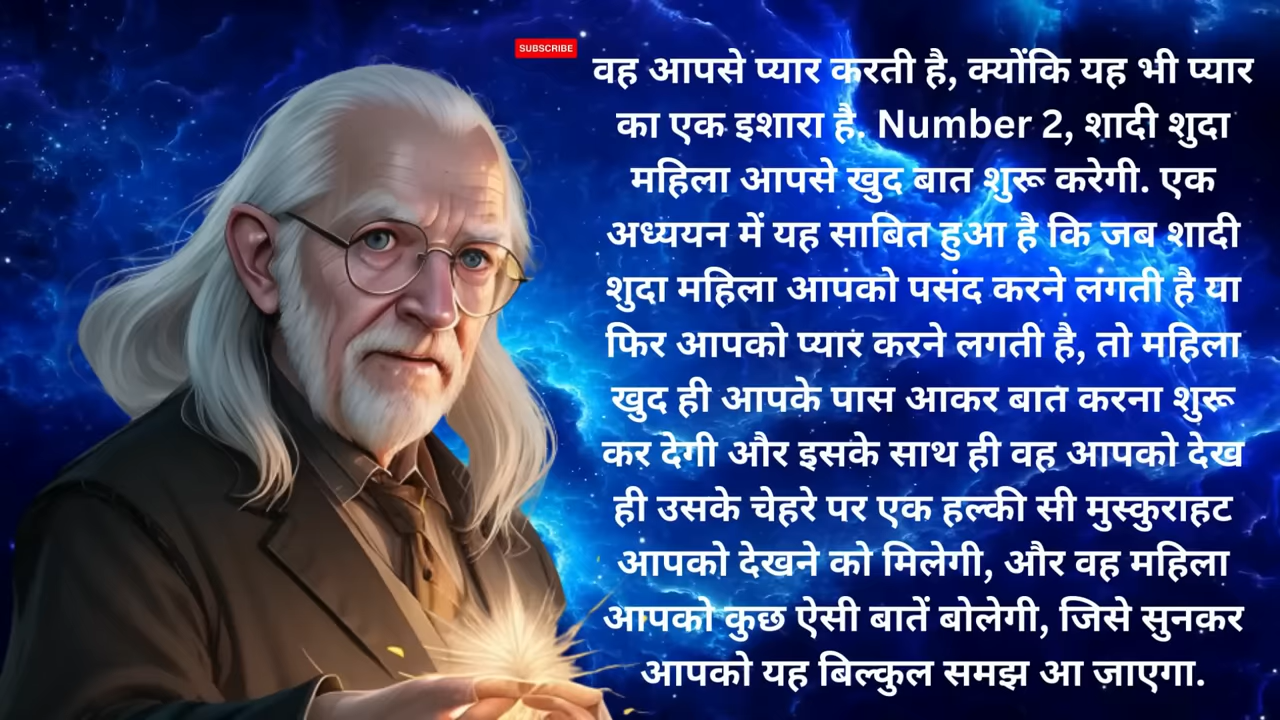 SUBSCRIBE
वह आपसे प्यार करती है, क्योंकि यह भी प्यार
का एक इशारा है. Number 2, शादी शुदा
महिला आपसे खुद बात शुरू करेगी. एक
अध्ययन में यह साबित हुआ है कि जब शादी
शुदा महिला आपको पसंद करने लगती है या
फिर आपको प्यार करने लगती है, तो महिला
खुद ही आपके पास आकर बात करना शुरू
कर देगी और इसके साथ ही वह आपको देख
ही उसके चेहरे पर एक हल्की सी मुस्कुराहट
आपको देखने को मिलेगी, और वह महिला
आपको कुछ ऐसी बातें बोलेगी, जिसे सुनकर
आपको यह बिल्कुल समझ आ जाएगा.